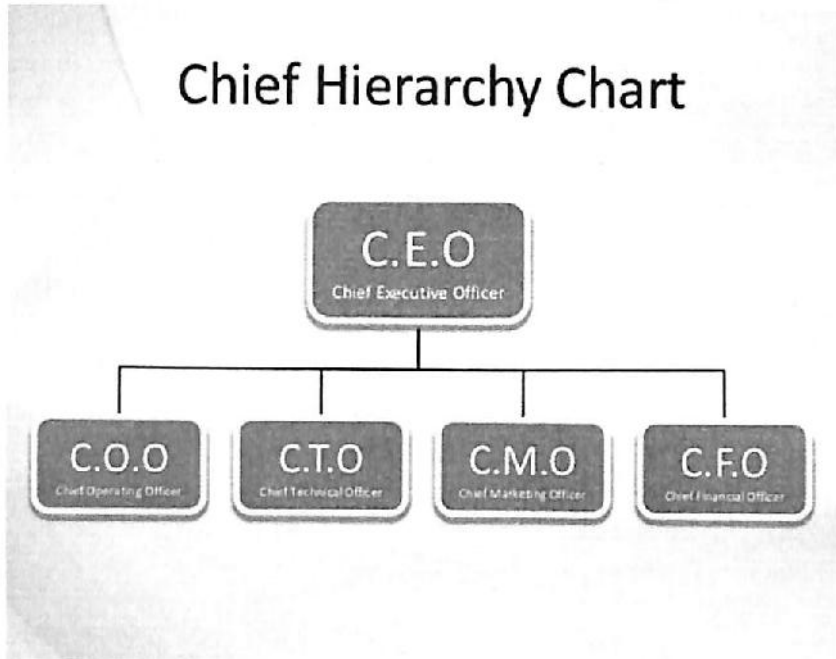 Chief Hierarchy Chart
C.E.O
Chief Executive Officer
C.O.O
Chief Operating Officer
C.T.O
Chief Technical Officer
C.M.O
Chief Marketing Officer
C.F.O
Chief Financial Officer